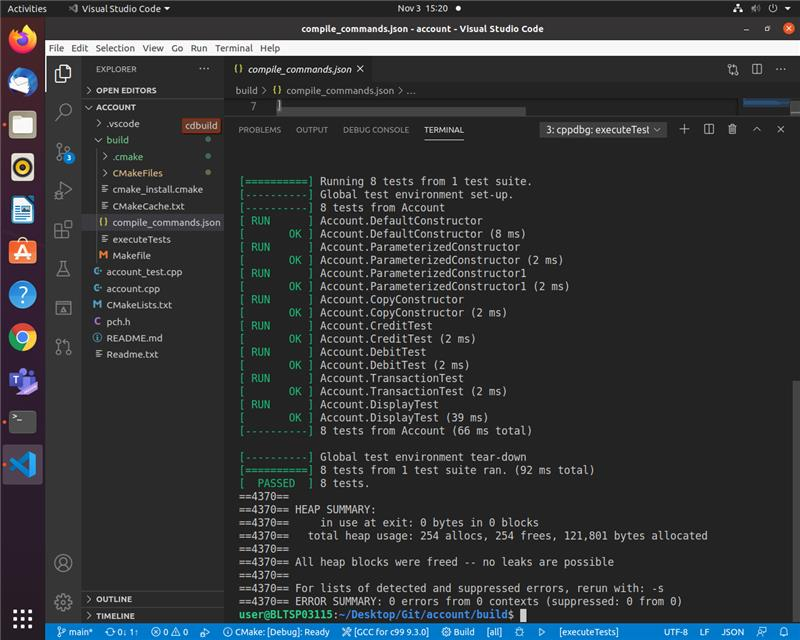 Activities
Visual Studio Code
Nov 3 15:20
compile_commands.json - account - Visual Studio Code
File Edit Selection View Go Run Terminal Help
EXPLORER
OPEN EDITORS
ACCOUNT
.vscode
cdbuild
build
.cmake
CMakeFiles
cmake_install.cmake
CMakeCache.txt
{} compile_commands.json
executeTests
M Makefile
account_test.cpp
account.cpp
M CMakeLists.txt
C pch.h
README.md
Readme.txt
OUTLINE
TIMELINE
3
{} compile_commands.json
build > {} compile_commands.json > ...
7 ]
PROBLEMS OUTPUT DEBUG CONSOLE TERMINAL
3: cppdbg: executeTest
[==========] Running 8 tests from 1 test suite.
[----------] Global test environment set-up.
[----------] 8 tests from Account
[ RUN      ] Account.DefaultConstructor
[       OK ] Account.DefaultConstructor (8 ms)
[ RUN      ] Account.ParameterizedConstructor
[       OK ] Account.ParameterizedConstructor (2 ms)
[ RUN      ] Account.ParameterizedConstructor1
[       OK ] Account.ParameterizedConstructor1 (2 ms)
[ RUN      ] Account.CopyConstructor
[       OK ] Account.CopyConstructor (2 ms)
[ RUN      ] Account.CreditTest
[       OK ] Account.CreditTest (2 ms)
[ RUN      ] Account.DebitTest
[       OK ] Account.DebitTest (2 ms)
[ RUN      ] Account.TransactionTest
[       OK ] Account.TransactionTest (2 ms)
[ RUN      ] Account.DisplayTest
[       OK ] Account.DisplayTest (39 ms)
[----------] 8 tests from Account (66 ms total)
[----------] Global test environment tear-down
[==========] 8 tests from 1 test suite ran. (92 ms total)
[  PASSED  ] 8 tests.
==4370==
==4370== HEAP SUMMARY:
==4370==     in use at exit: 0 bytes in 0 blocks
==4370==   total heap usage: 254 allocs, 254 frees, 121,801 bytes allocated
==4370==
==4370== All heap blocks were freed -- no leaks are possible
==4370==
==4370== For lists of detected and suppressed errors, rerun with: -s
==4370== ERROR SUMMARY: 0 errors from 0 contexts (suppressed: 0 from 0)
user@BLTSP03115:~/Desktop/Git/account/build$
main* 0↓ 1↑ 0 0 CMake: [Debug]: Ready [GCC for c99 9.3.0] Build [all] [executeTests] UTF-8 LF JSON